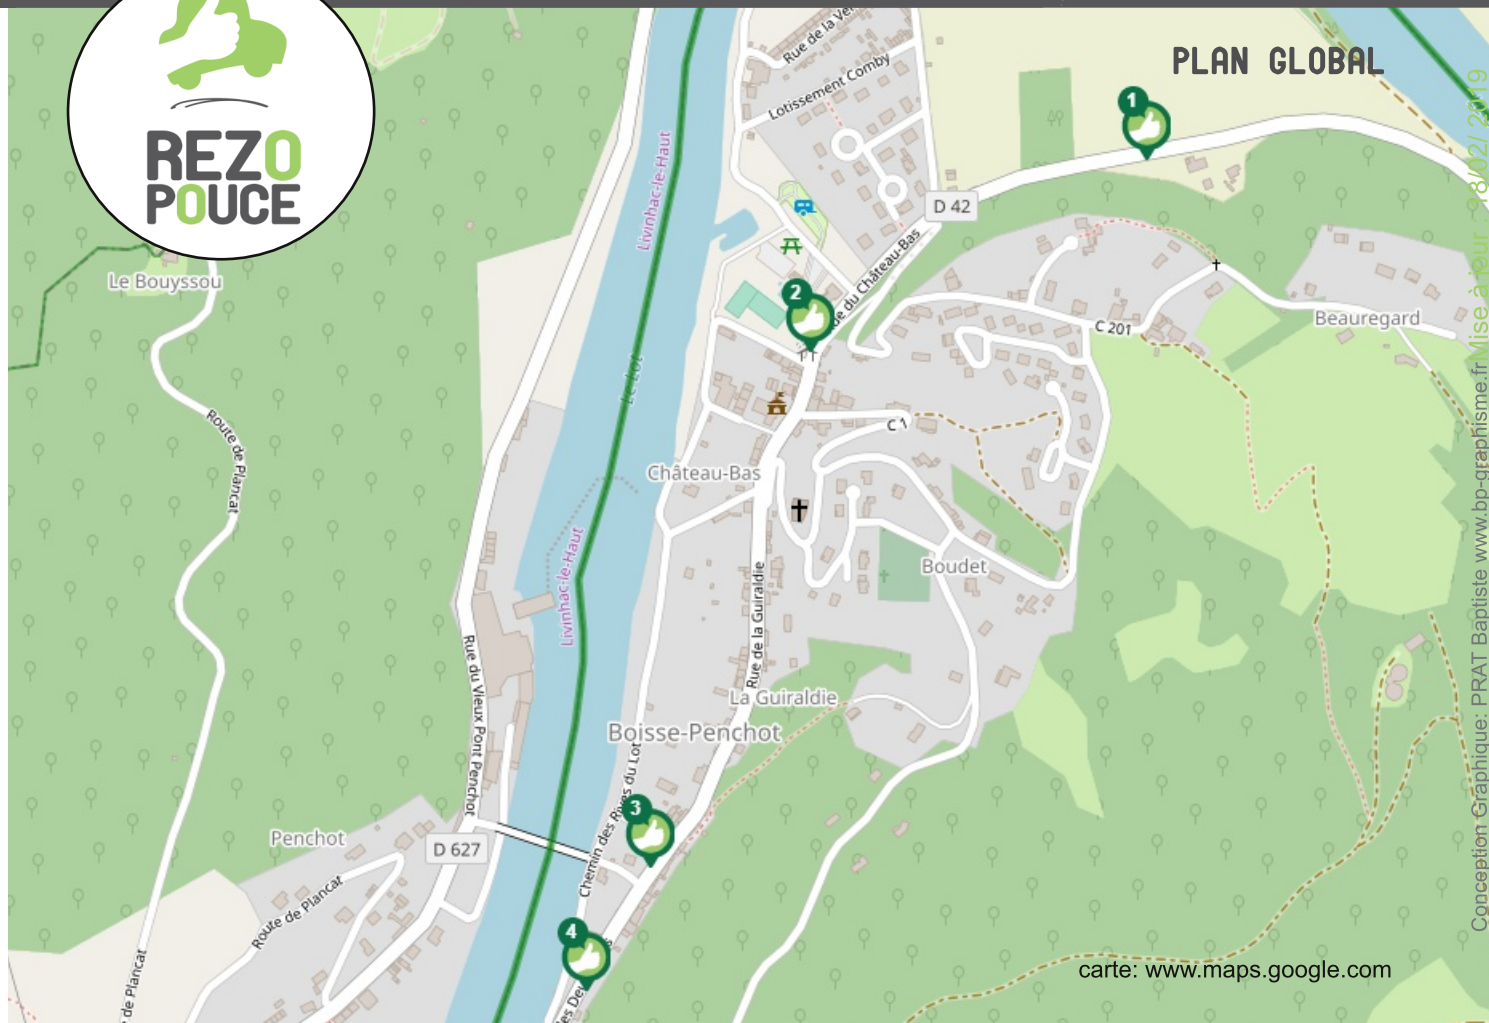 REZO
POUCE
PLAN GLOBAL
1
Rue de la
Lotissement Comby
D 42
Livinhac-le-Haut
Le Bouyssou
2
Rue du Château-Bas
C 201
Beauregard
Le Lot
Route de Plancat
C 1
Château-Bas
Livinhac-le-Haut
Boudet
Rue de la Guiraldie
Rue du Vieux Pont Penchot
La Guiraldie
Boisse-Penchot
Chemin des Rives du Lot
3
Penchot
D 627
Route de Plancat
4
de Plancat
carte: www.maps.google.com
Conception Graphique: PRAT Baptiste www.bp-graphisme.fr Mise à jour 18/02/ 2019